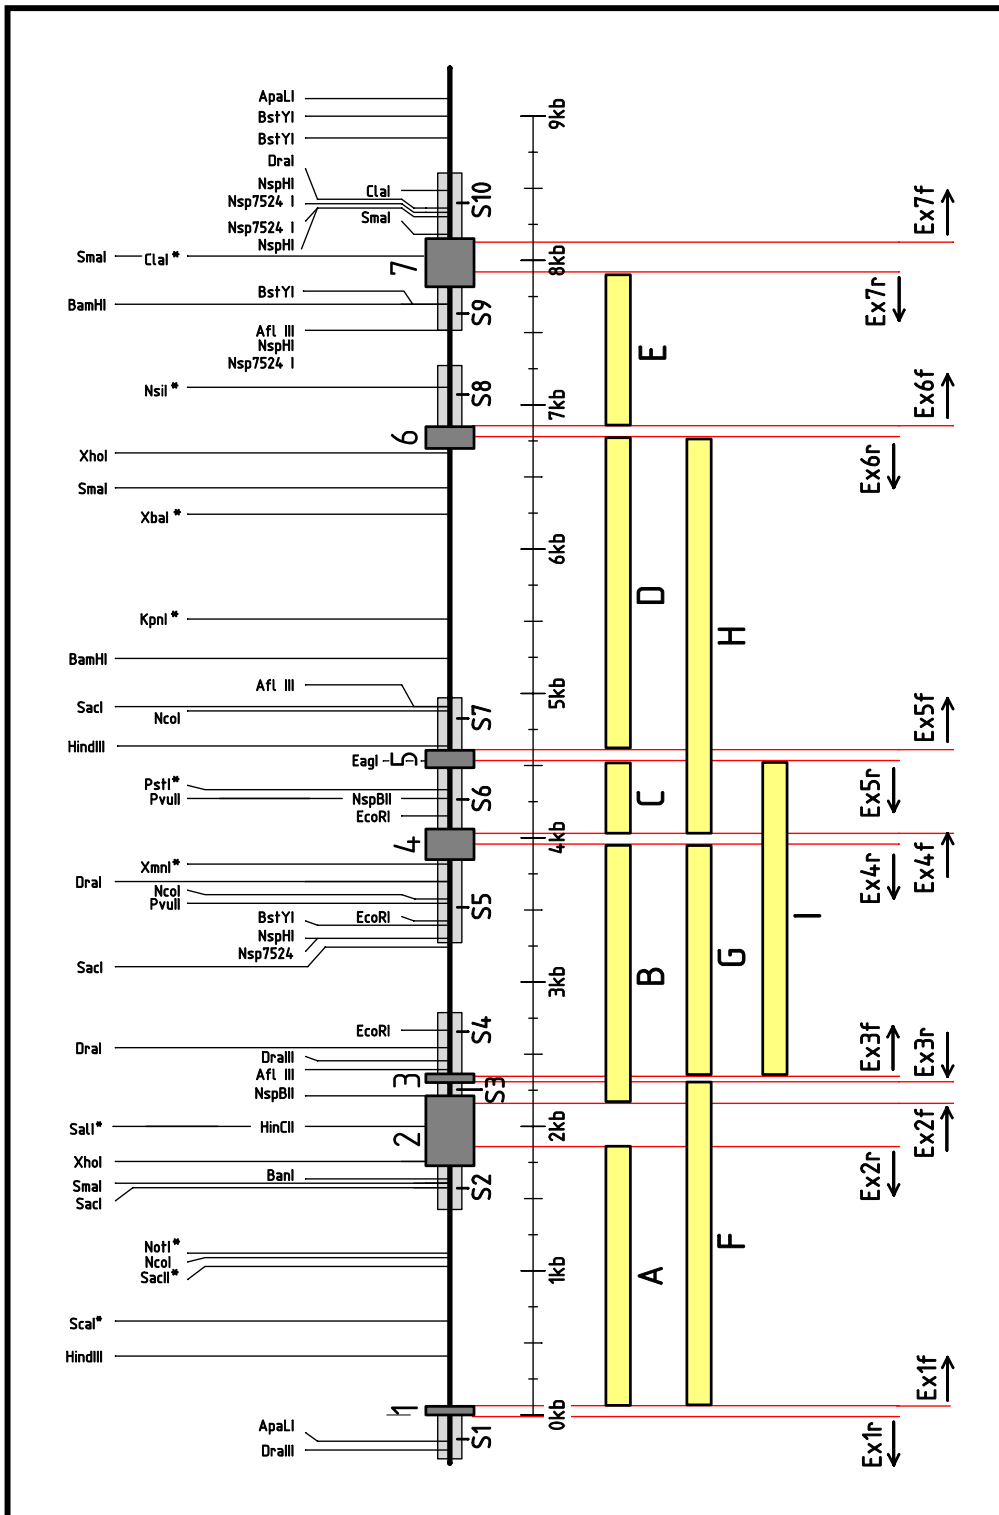 ApaLI
BstYI
BstYI
DraI
NspHI
Nsp7524 I
ClaI
S10
SmaI
Nsp7524 I
NspHI
SmaI
ClaI *
7
BstYI
BamHI
S9
Afl III
NspHI
Nsp7524 I
NsiI *
S8
6
XhoI
SmaI
XbaI *
KpnI *
BamHI
Afl III
SacI
NcoI
S7
HindIII
EagI
5
PstI*
PvuII
NspBII
S6
EcoRI
4
XmnI*
DraI
NcoI
PvuII
S5
BstYI
EcoRI
NspHI
Nsp7524
SacI
EcoRI
S4
DraI
DraIII
Afl III
3
NspBII
S3
SalI*
HinCII
2
XhoI
BanI
SmaI
SacI
S2
NotI*
NcoI
SacII*
ScaI*
HindIII
1
ApaLI
DraIII
S1
9kb
8kb
7kb
6kb
5kb
4kb
3kb
2kb
1kb
0kb
E
D
C
B
A
H
G
F
I
Ex7f
Ex7r
Ex6f
Ex6r
Ex5f
Ex5r
Ex4f
Ex4r
Ex3f
Ex3r
Ex2f
Ex2r
Ex1f
Ex1r